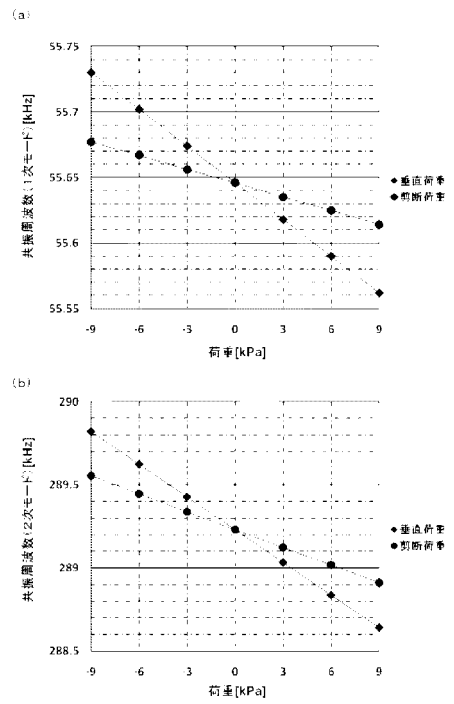 (a)
共振周波数(1次モード)[kHz]
55.75
55.7
55.65
55.6
55.55
-9 -6 -3 0 3 6 9
荷重[kPa]
◆垂直荷重
●剪断荷重
(b)
共振周波数(2次モード)[kHz]
290
289.5
289
288.5
-9 -6 -3 0 3 6 9
荷重[kPa]
◆垂直荷重
●剪断荷重